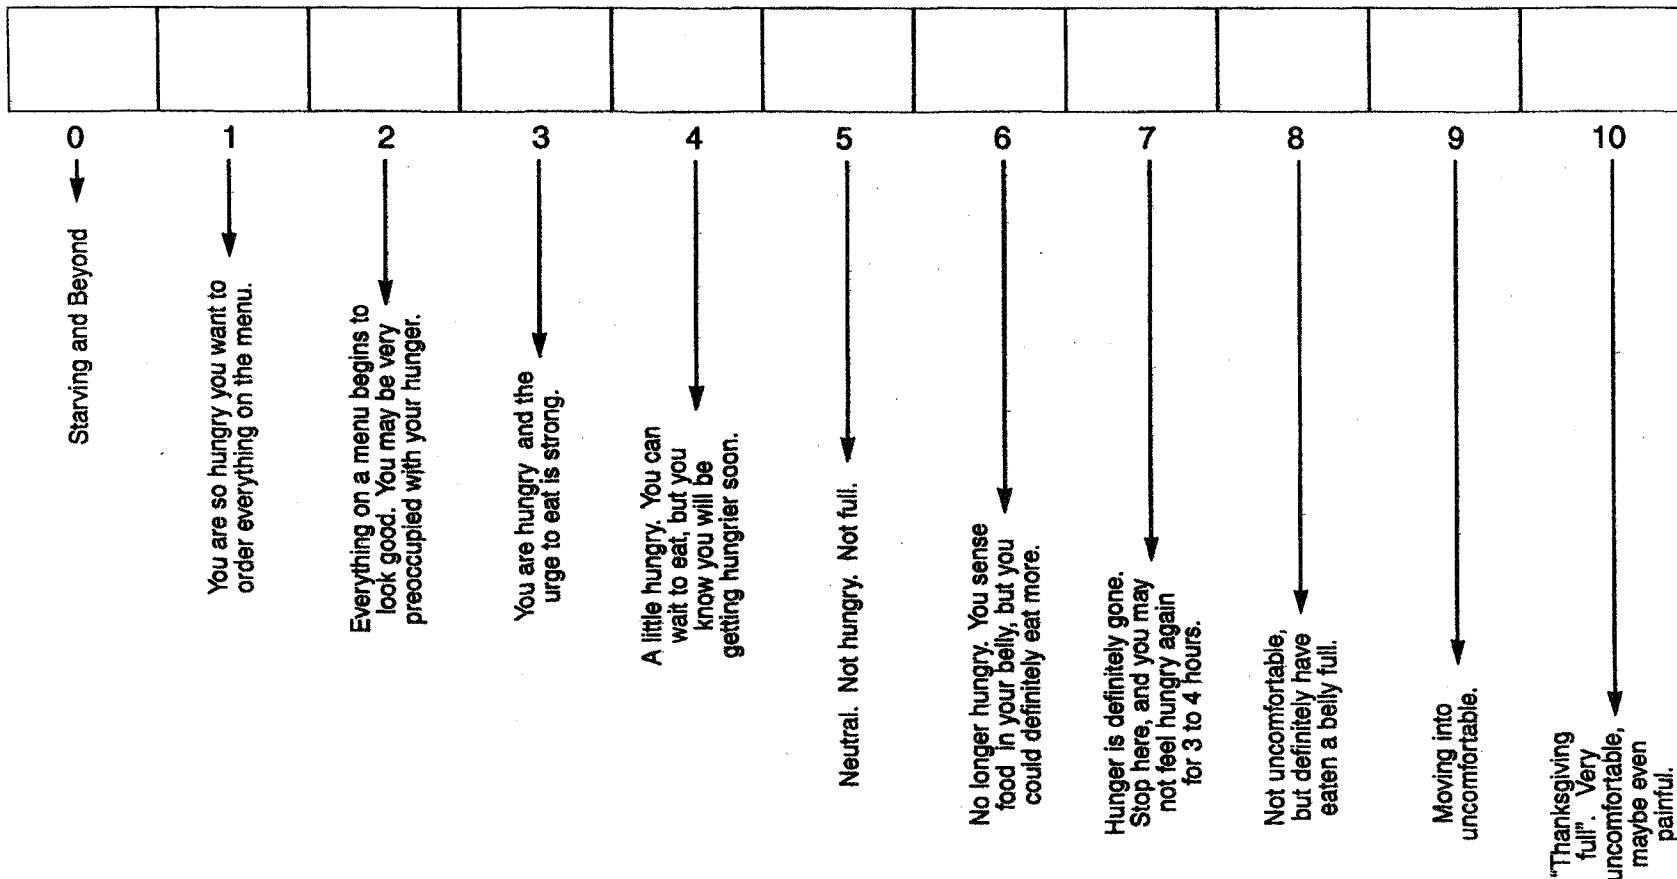 0
1
2
3
4
5
6
7
8
9
10
Starving and Beyond
You are so hungry you want to
order everything on the menu.
Everything on a menu begins to
look good. You may be very
preoccupied with your hunger.
You are hungry and the
urge to eat is strong.
A little hungry. You can
wait to eat, but you
know you will be
getting hungrier soon.
Neutral. Not hungry. Not full.
No longer hungry. You sense
food in your belly, but you
could definitely eat more.
Hunger is definitely gone.
Stop here, and you may
not feel hungry again
for 3 to 4 hours.
Not uncomfortable,
but definitely have
eaten a belly full.
Moving into
uncomfortable.
"Thanksgiving
full". Very
uncomfortable,
maybe even
painful.